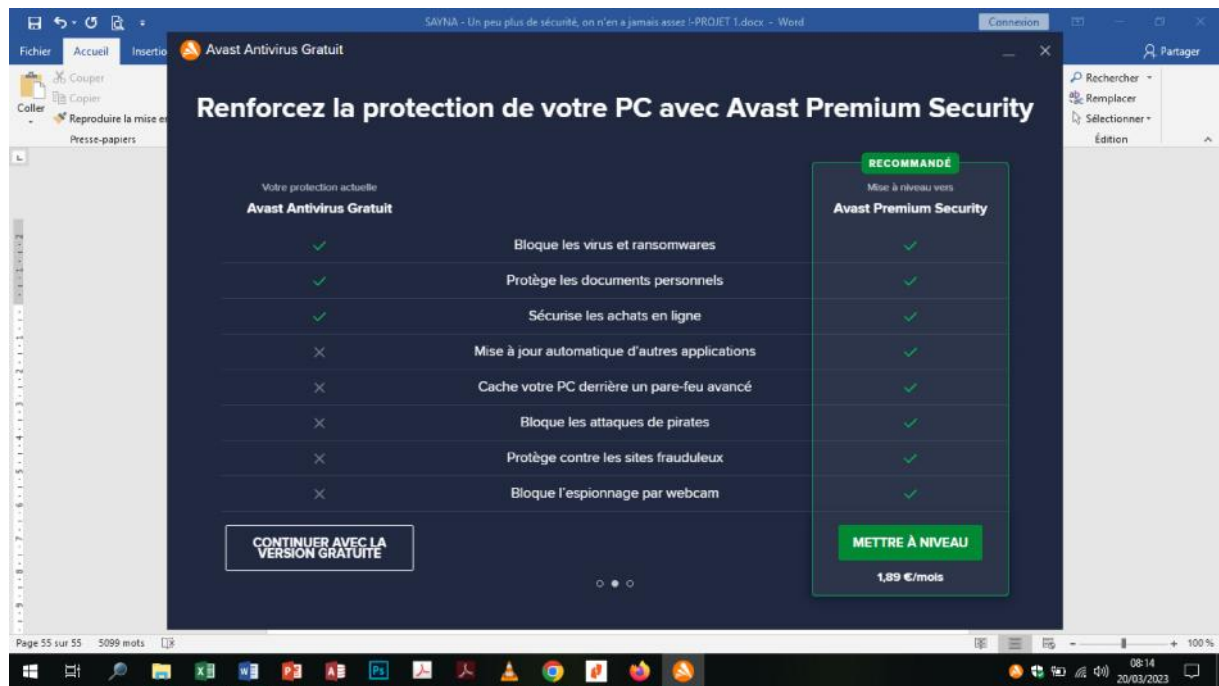 SAYNA - Un peu plus de sécurité, on n'en a jamais assez !-PROJET 1.docx - Word
Connexion
Fichier Accueil Insertio
Partager
Avast Antivirus Gratuit
Coller
Couper
Copier
Reproduire la mise en
Presse-papiers
Rechercher
Remplacer
Sélectionner
Édition
Renforcez la protection de votre PC avec Avast Premium Security
RECOMMANDÉ
Votre protection actuelle
Avast Antivirus Gratuit
Mise à niveau vers
Avast Premium Security
Bloque les virus et ransomwares
Protège les documents personnels
Sécurise les achats en ligne
Mise à jour automatique d'autres applications
Cache votre PC derrière un pare-feu avancé
Bloque les attaques de pirates
Protège contre les sites frauduleux
Bloque l'espionnage par webcam
CONTINUER AVEC LA
VERSION GRATUITE
METTRE À NIVEAU
1,89 €/mois
Page 55 sur 55 5099 mots
100 %
08:14
20/03/2023